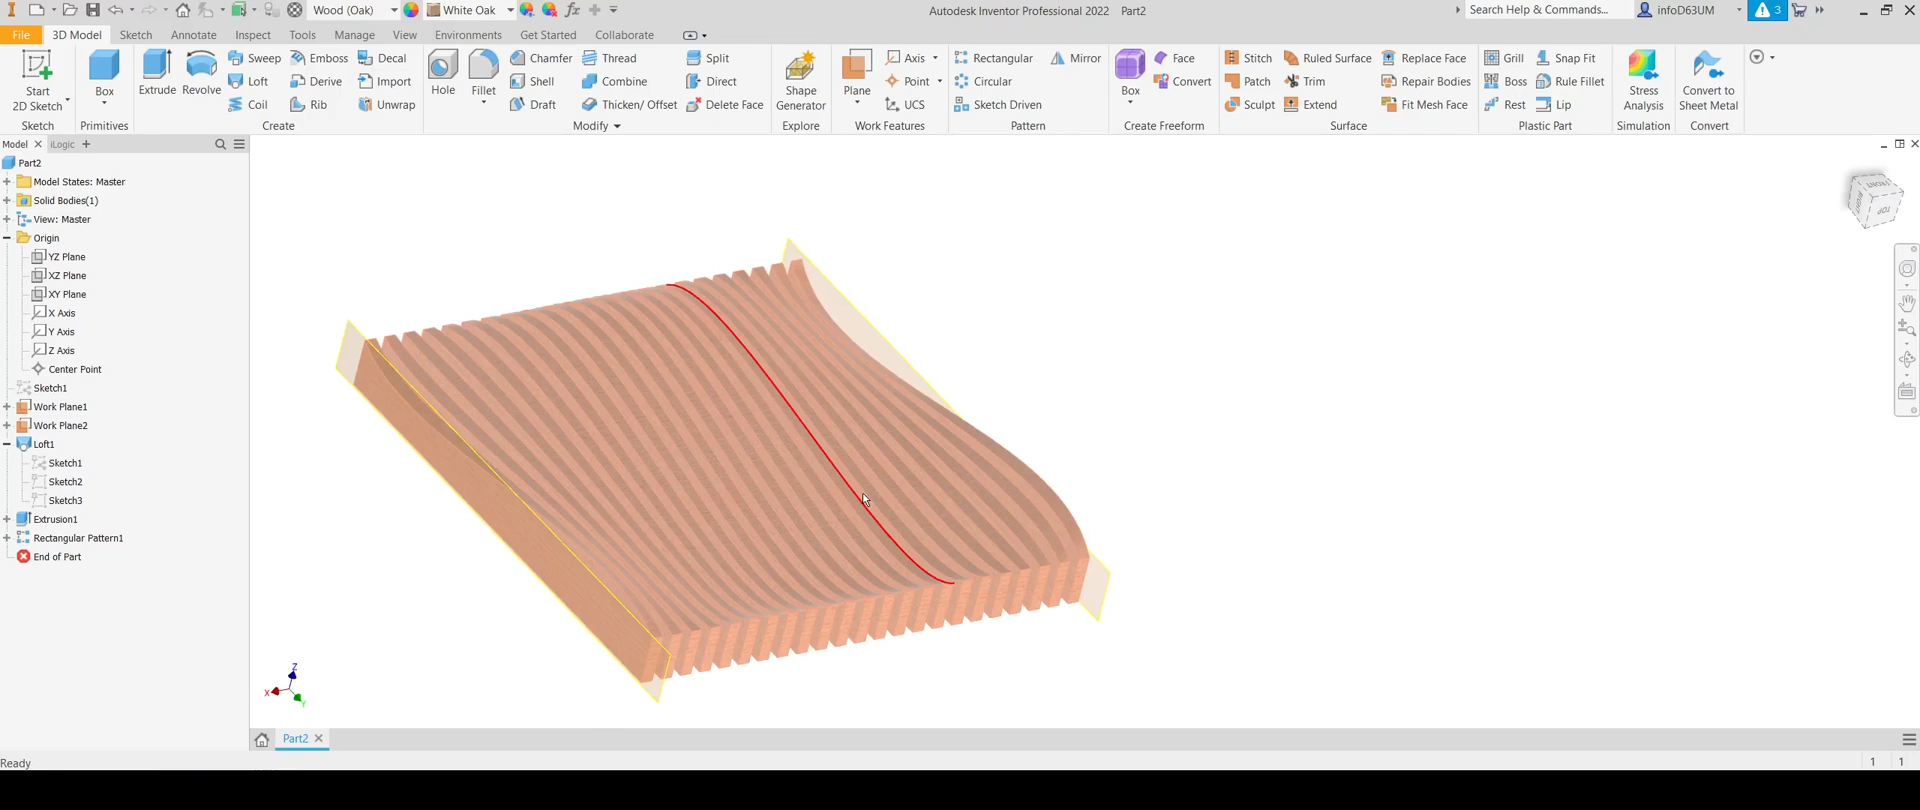 Wood (Oak) White Oak fx Autodesk Inventor Professional 2022 Part2 Search Help & Commands... infoD63UM 3
File 3D Model Sketch Annotate Inspect Tools Manage View Environments Get Started Collaborate
Start
2D Sketch
Sketch
Box
Primitives
Extrude
Revolve
Sweep
Loft
Coil
Emboss
Derive
Rib
Decal
Import
Unwrap
Create
Hole
Fillet
Chamfer
Shell
Draft
Thread
Combine
Thicken/ Offset
Split
Direct
Delete Face
Modify
Shape
Generator
Explore
Plane
Axis
Point
UCS
Work Features
Rectangular
Circular
Sketch Driven
Mirror
Pattern
Box
Face
Convert
Create Freeform
Stitch
Patch
Sculpt
Ruled Surface
Trim
Extend
Replace Face
Repair Bodies
Fit Mesh Face
Surface
Grill
Boss
Rest
Snap Fit
Rule Fillet
Lip
Plastic Part
Stress
Analysis
Simulation
Convert to
Sheet Metal
Convert
Model iLogic
Part2
Model States: Master
Solid Bodies(1)
View: Master
Origin
YZ Plane
XZ Plane
XY Plane
X Axis
Y Axis
Z Axis
Center Point
Sketch1
Work Plane1
Work Plane2
Loft1
Sketch1
Sketch2
Sketch3
Extrusion1
Rectangular Pattern1
End of Part
FRONT
TOP
Z
X
Y
Part2
Ready
1 1